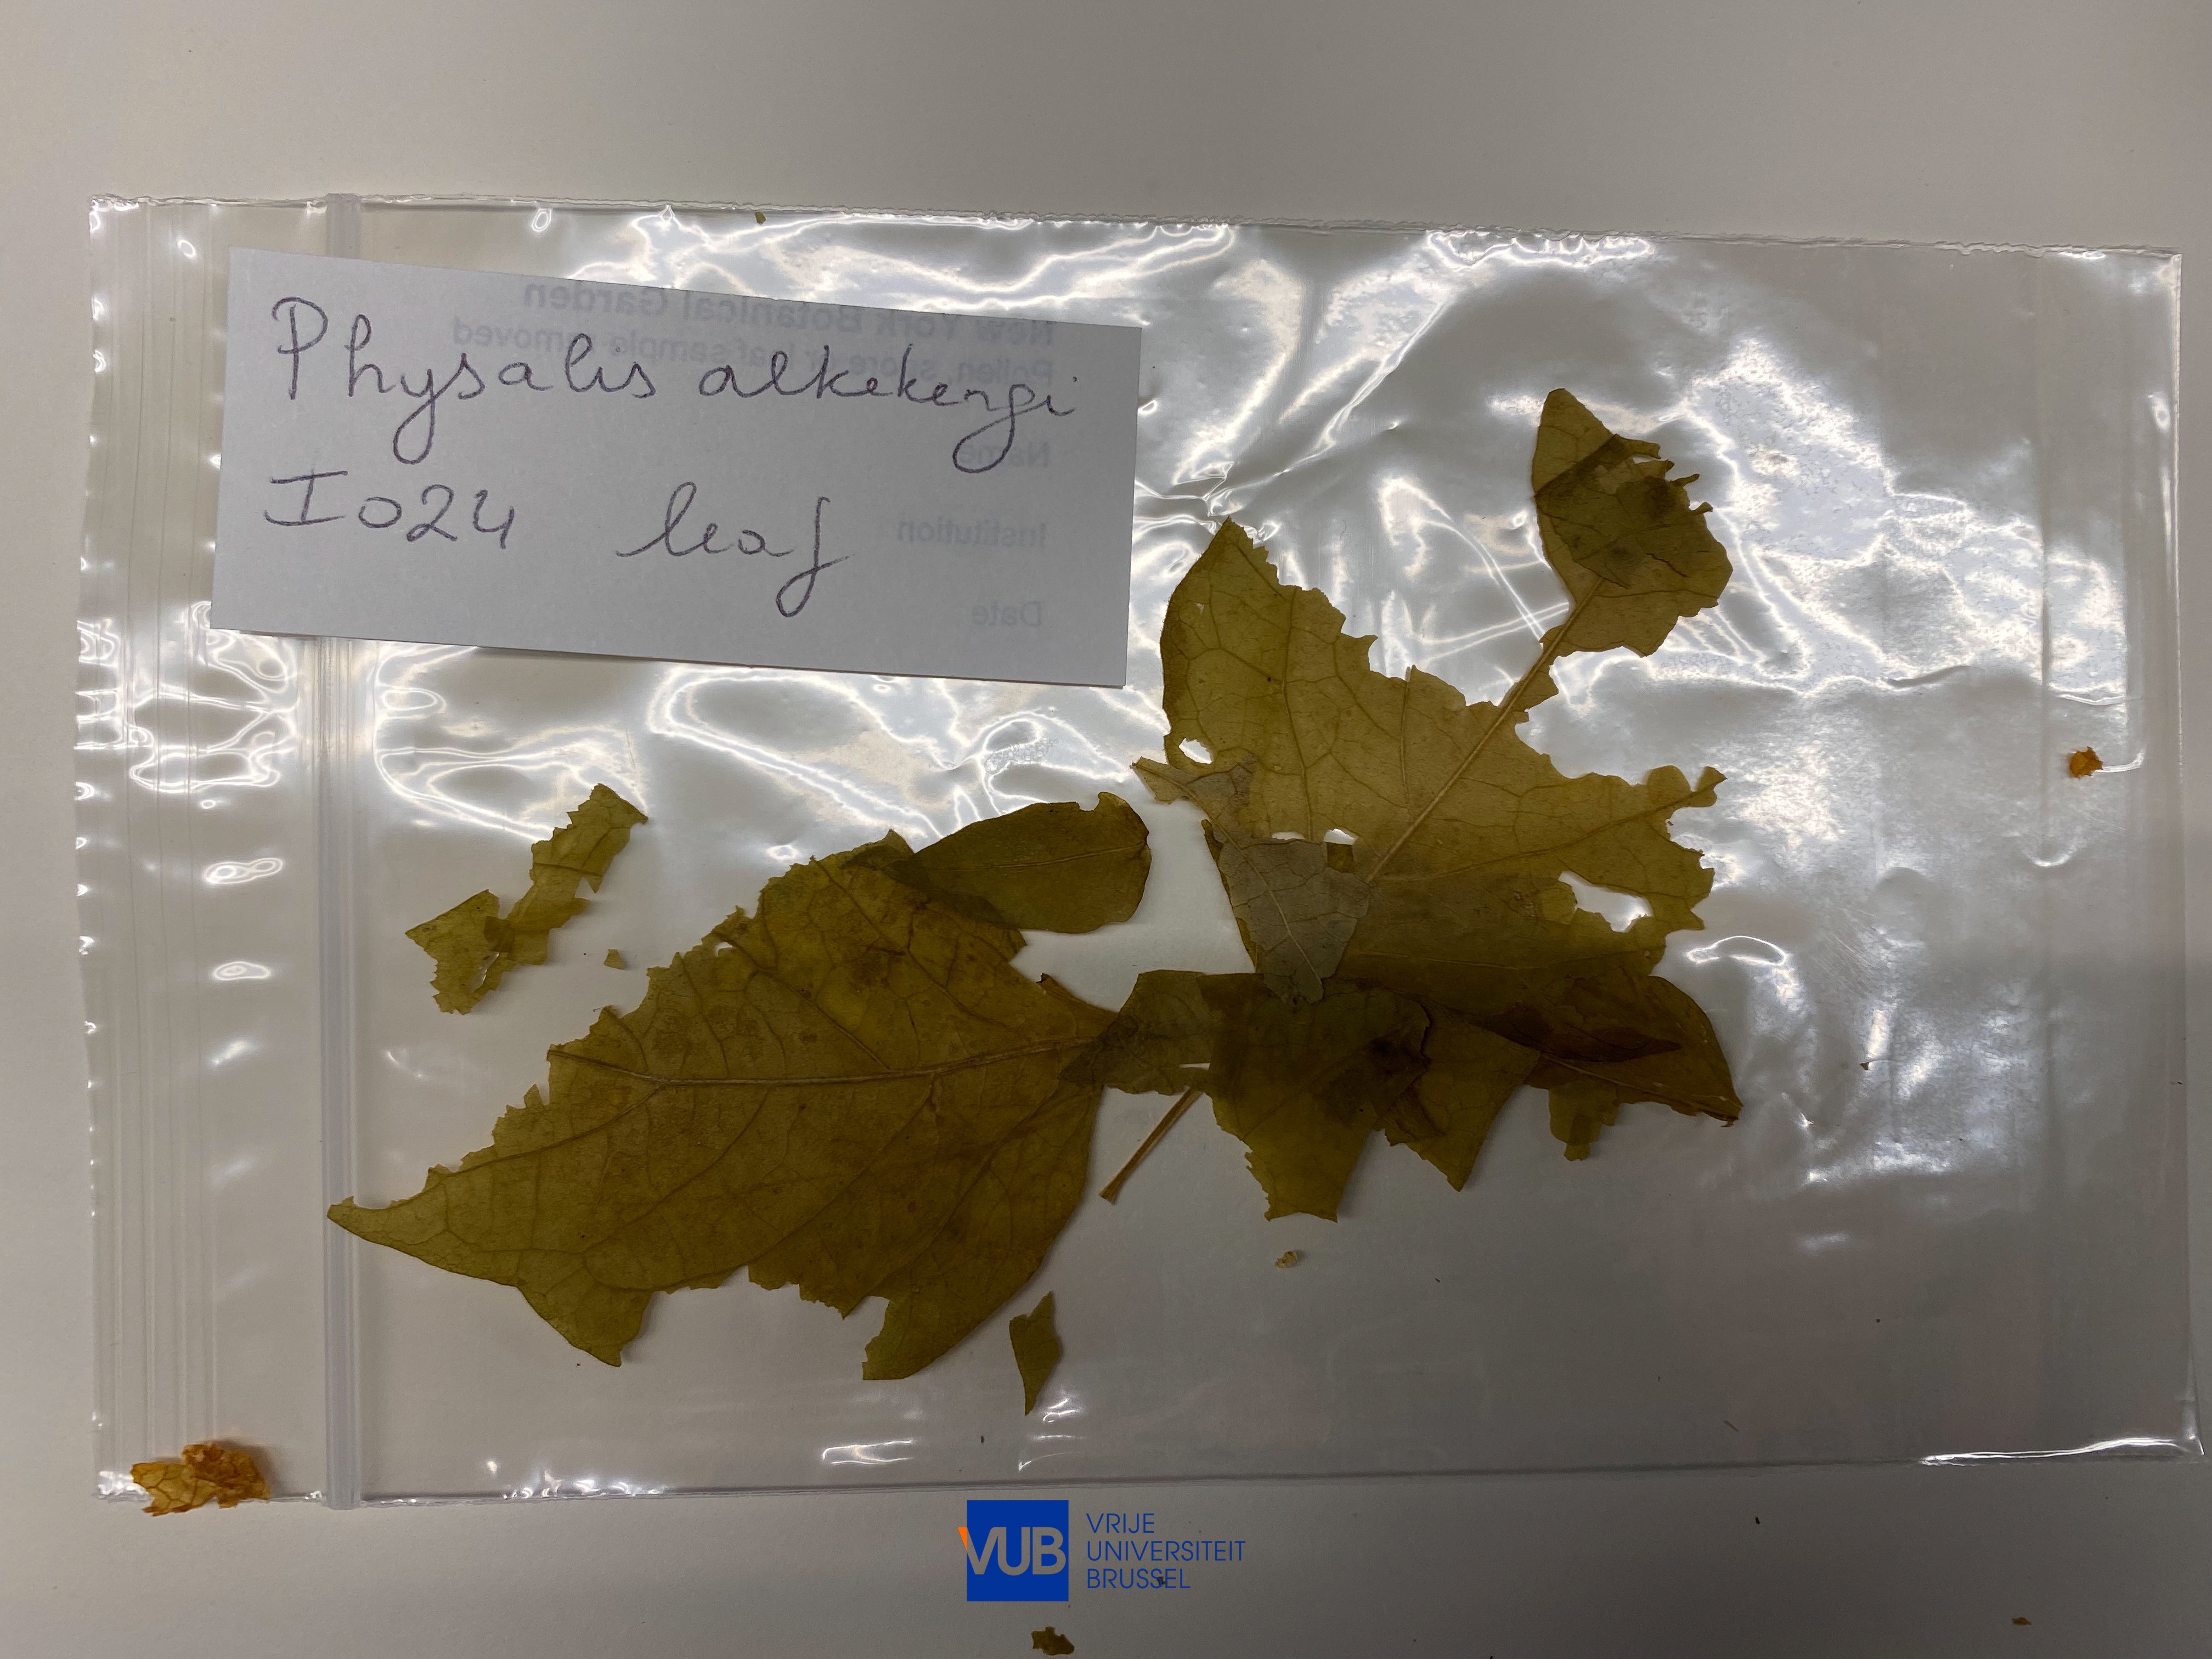 Physalis alkekengi
I024 leaf
New York Botanical Garden
Pollen, spore or leaf sample removed
Name
Institution
Date
VUB
VRIJE
UNIVERSITEIT
BRUSSEL